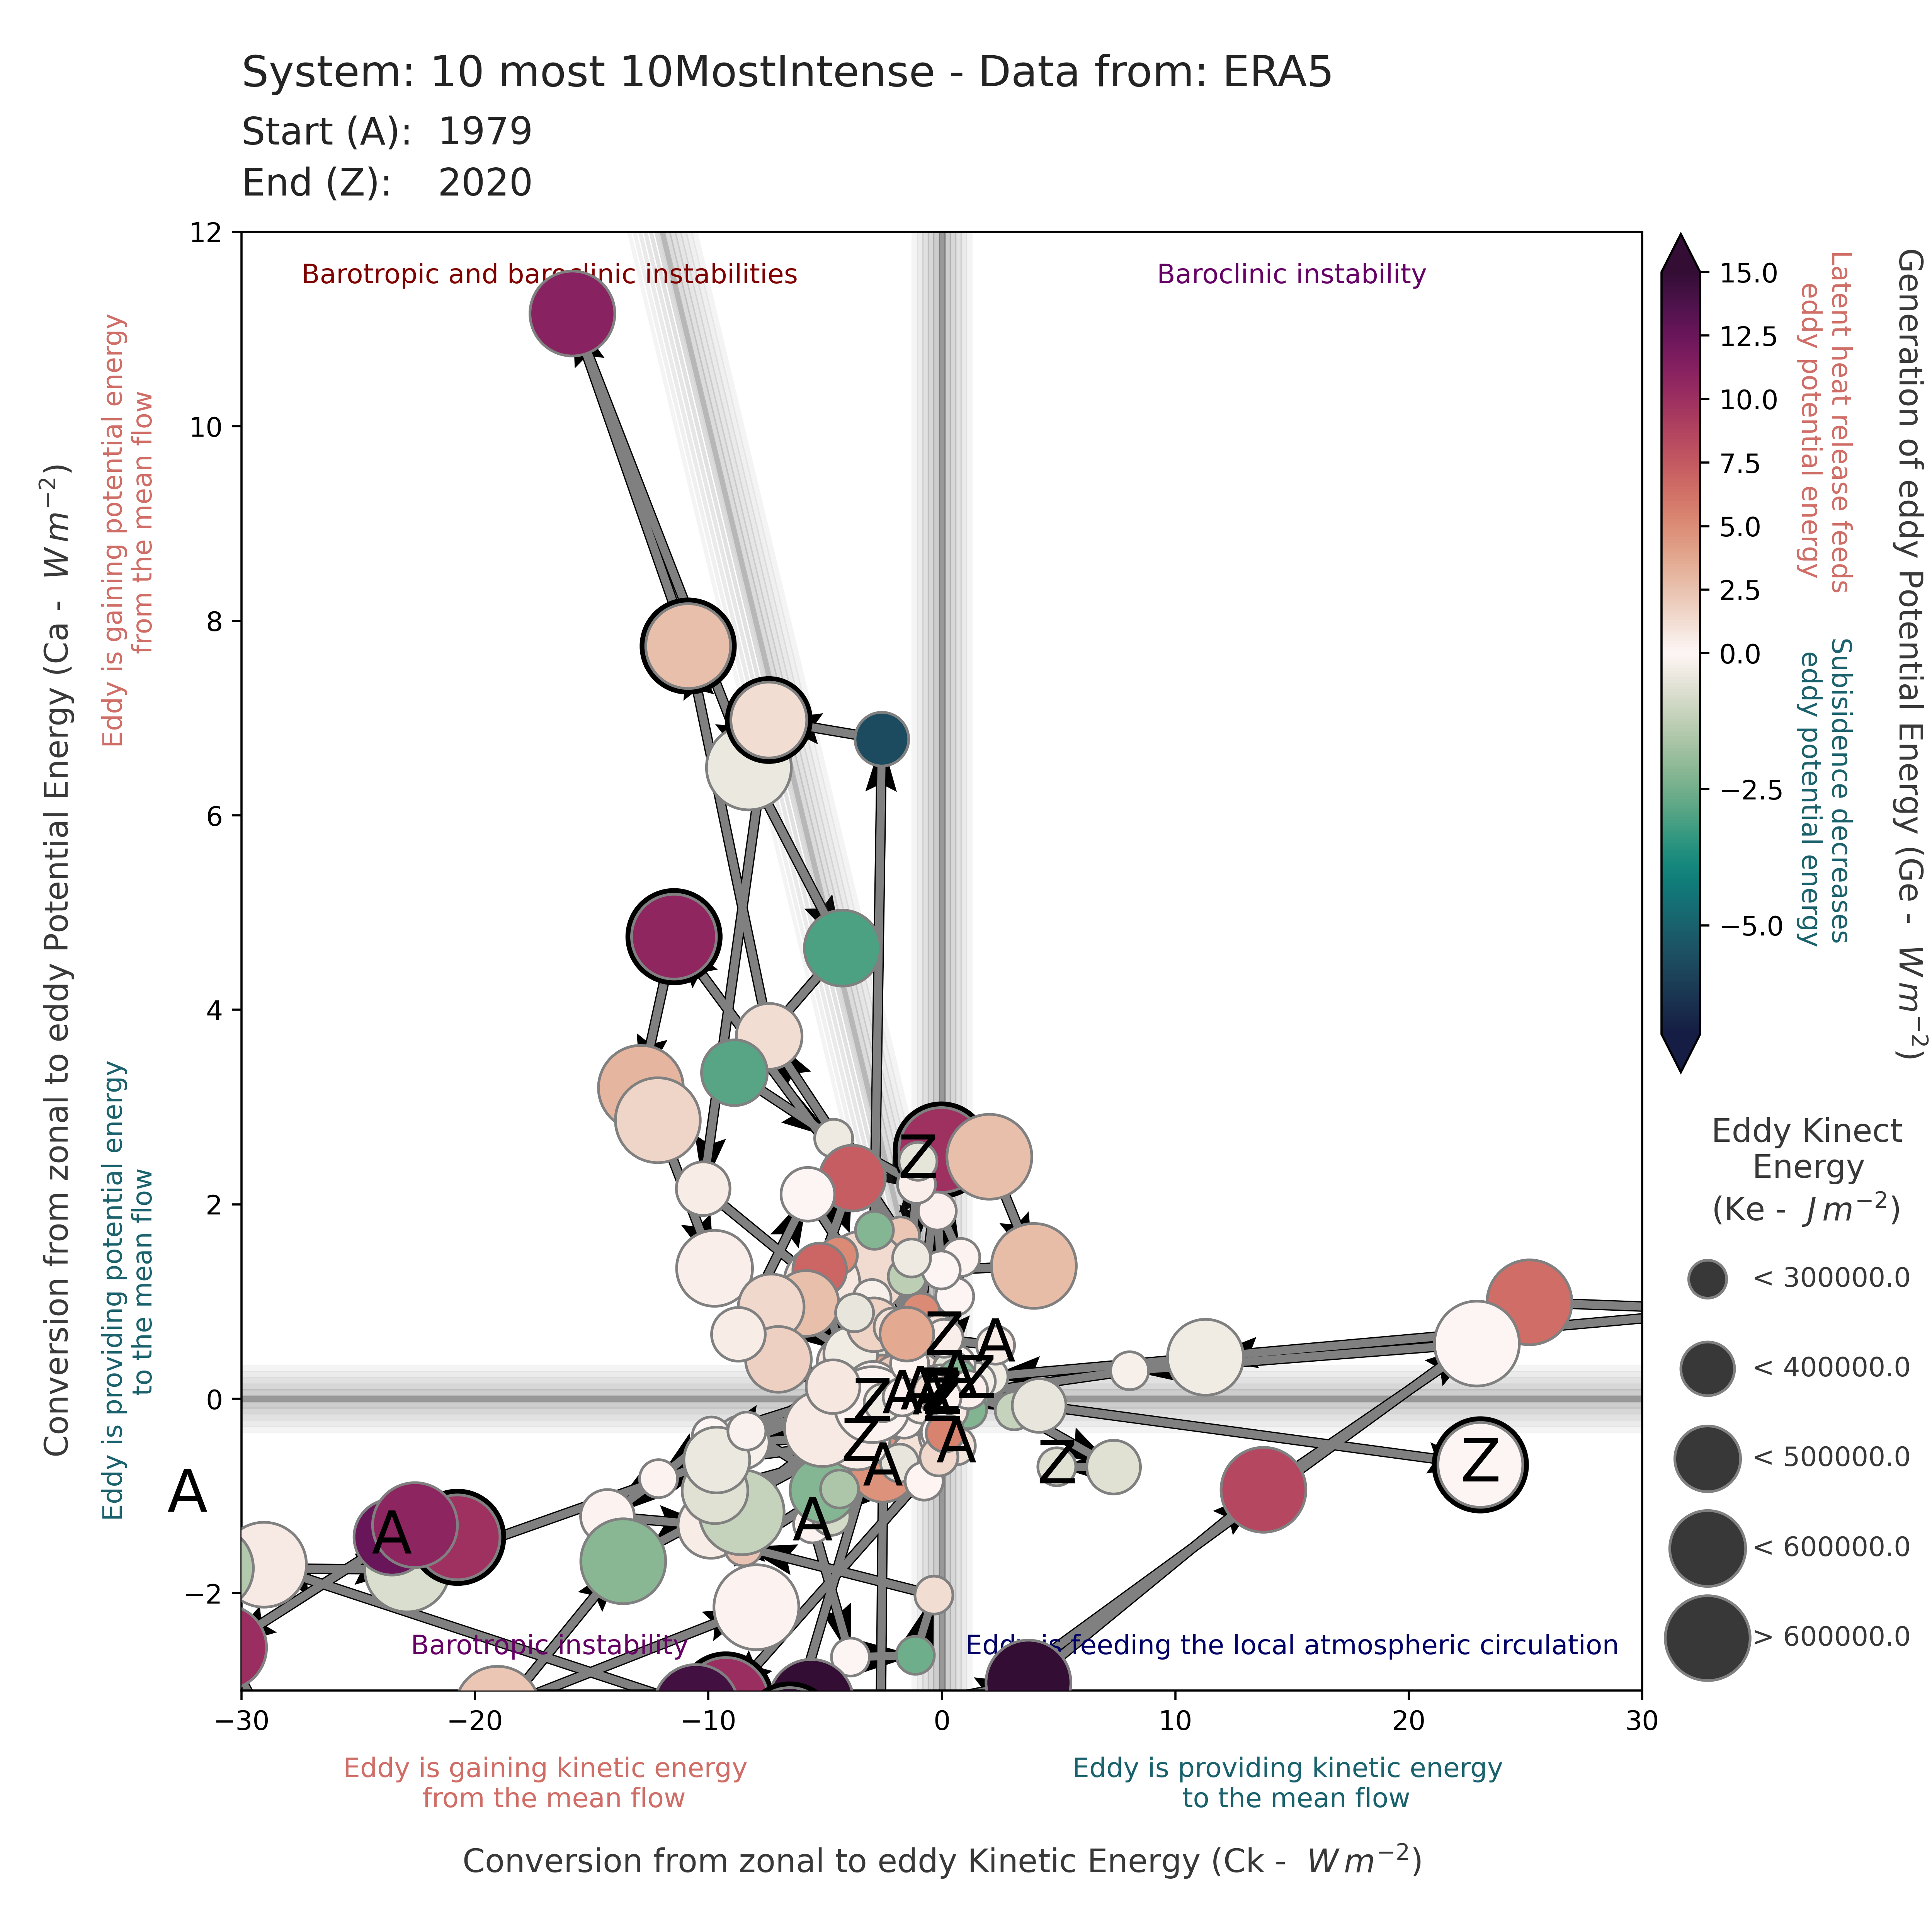 System: 10 most 10MostIntense - Data from: ERA5
Start (A): 1979
End (Z): 2020
12
10
8
6
4
2
0
−2
−30
−20
−10
0
10
20
30
Barotropic and baroclinic instabilities
Baroclinic instability
Barotropic instability
Eddy is feeding the local atmospheric circulation
Conversion from zonal to eddy Potential Energy (Ca - W m⁻²)
Eddy is gaining potential energy
from the mean flow
Eddy is providing potential energy
to the mean flow
A
A
Z
Z
A
Z
A
Z
Z
A
A
A
Z
Z
Eddy is gaining kinetic energy
from the mean flow
Eddy is providing kinetic energy
to the mean flow
Conversion from zonal to eddy Kinetic Energy (Ck - W m⁻²)
15.0
12.5
10.0
7.5
5.0
2.5
0.0
−2.5
−5.0
Latent heat release feeds
eddy potential energy
Subisidence decreases
eddy potential energy
Generation of eddy Potential Energy (Ge - W m⁻²)
Eddy Kinect
Energy
(Ke - J m⁻²)
< 300000.0
< 400000.0
< 500000.0
< 600000.0
> 600000.0